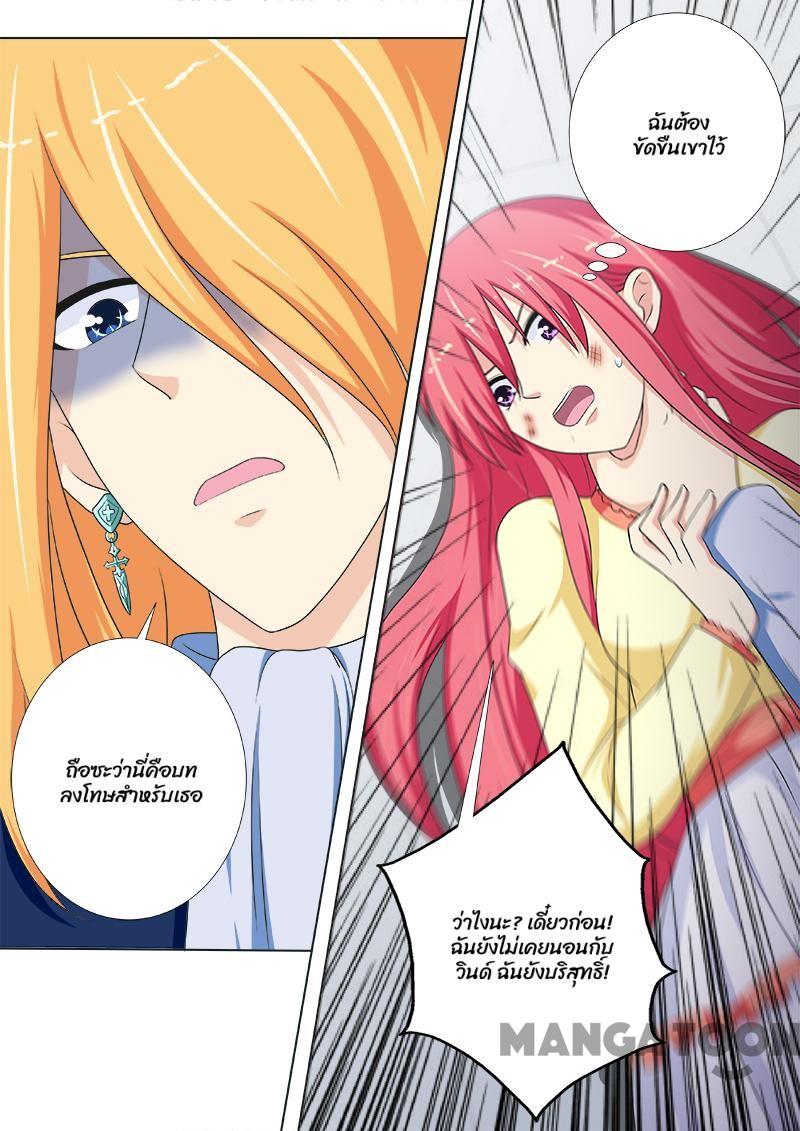 ฉันต้อง
ขัดขืนเขาไว้
ถือซะว่านี่คือบท
ลงโทษสำหรับเธอ
ว่าไงนะ? เดี๋ยวก่อน!
ฉันยังไม่เคยนอนกับ
วินด์ ฉันยังบริสุทธิ์!
MANGATOON